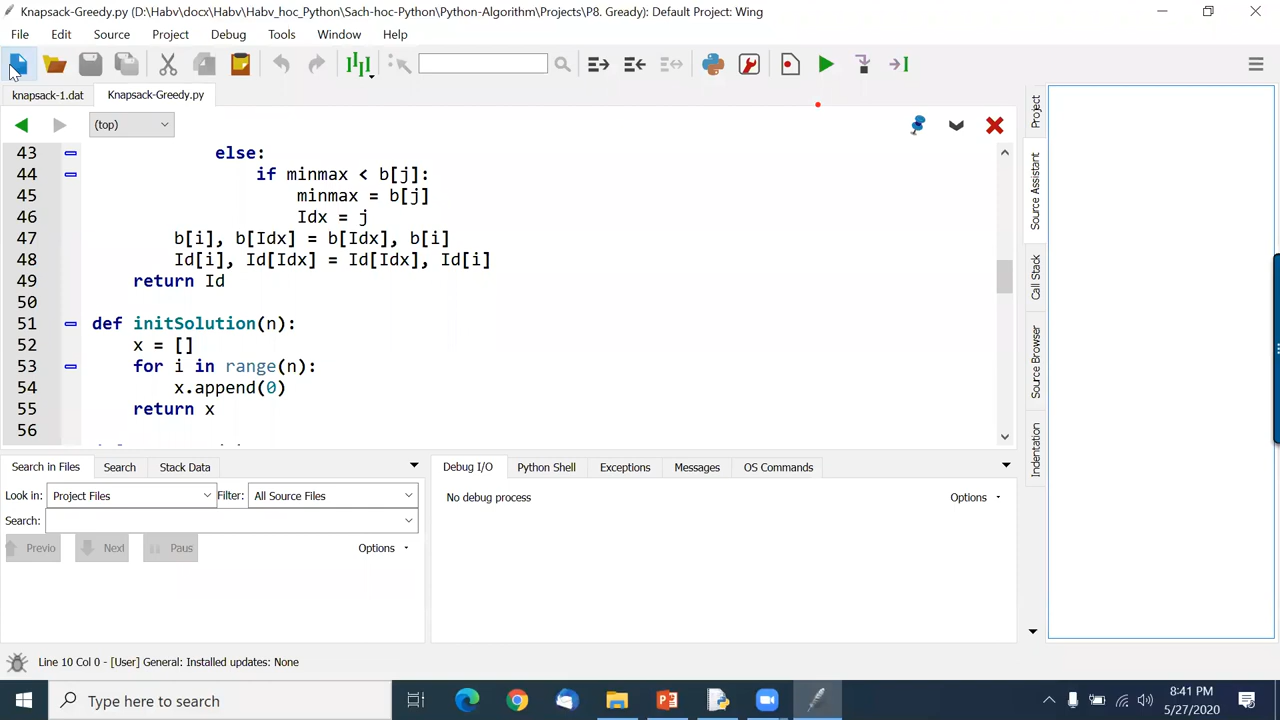 Knapsack-Greedy.py (D:\Habv\docx\Habv\Habv_hoc_Python\Sach-hoc-Python\Python-Algorithm\Projects\P8. Gready): Default Project: Wing
File Edit Source Project Debug Tools Window Help
knapsack-1.dat Knapsack-Greedy.py
(top)
43 else:
44 if minmax < b[j]:
45 minmax = b[j]
46 Idx = j
47 b[i], b[Idx] = b[Idx], b[i]
48 Id[i], Id[Idx] = Id[Idx], Id[i]
49 return Id
50
51 def initSolution(n):
52 x = []
53 for i in range(n):
54 x.append(0)
55 return x
56
Project
Source Assistant
Call Stack
Source Browser
Indentation
Search in Files Search Stack Data
Look in: Project Files Filter: All Source Files
Search:
Previo Next Paus Options
Debug I/O Python Shell Exceptions Messages OS Commands
No debug process Options
Line 10 Col 0 - [User] General: Installed updates: None
Type here to search
8:41 PM
5/27/2020